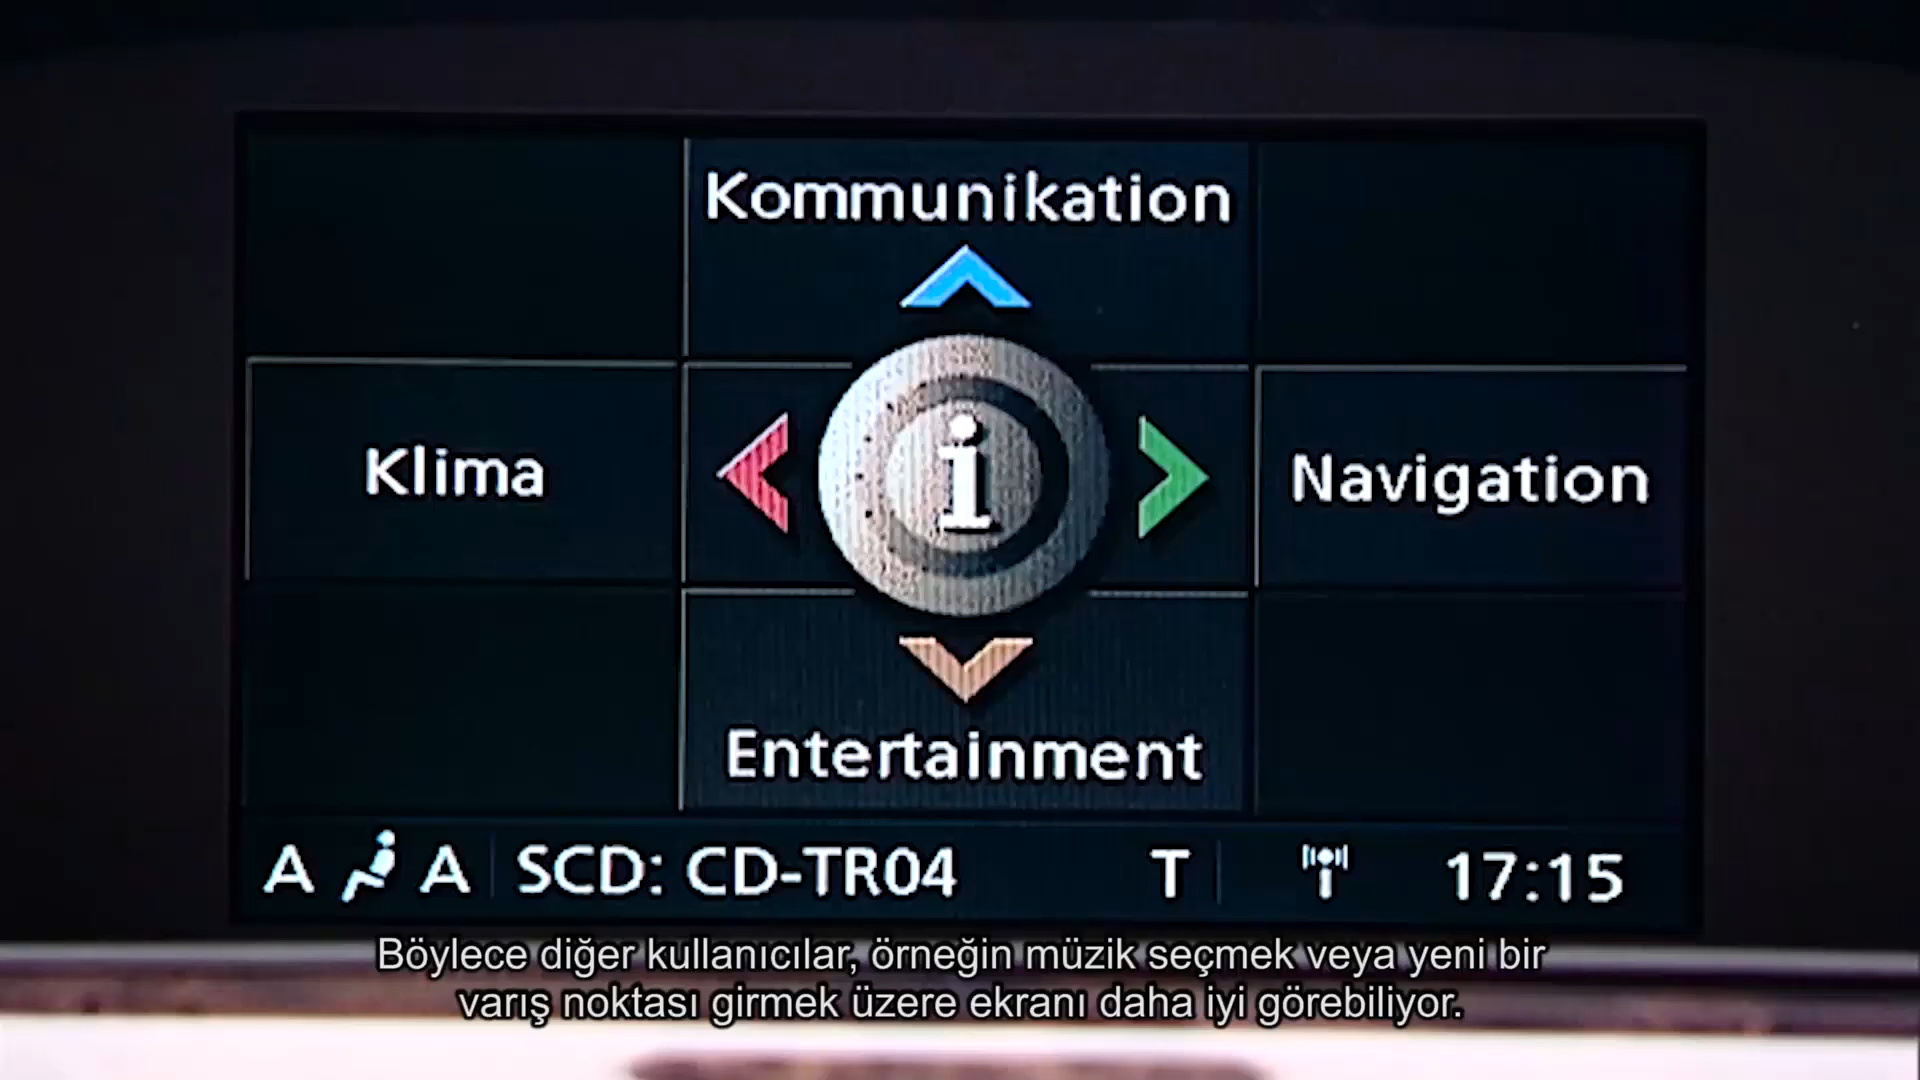 Kommunikation
Klima
i
Navigation
Entertainment
A A SCD: CD-TR04 T 17:15
Böylece diğer kullanıcılar, örneğin müzik seçmek veya yeni bir
varış noktası girmek üzere ekranı daha iyi görebiliyor.